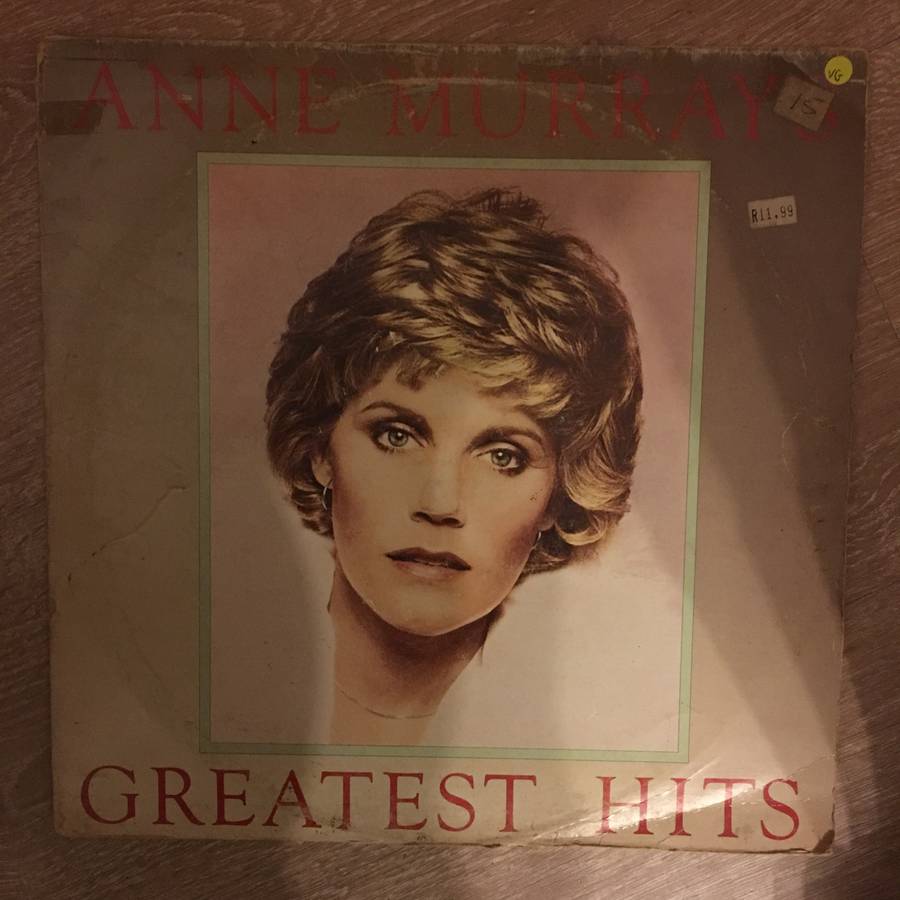 ANNE MURRAY'S
VG
15
R11.99
GREATEST HITS